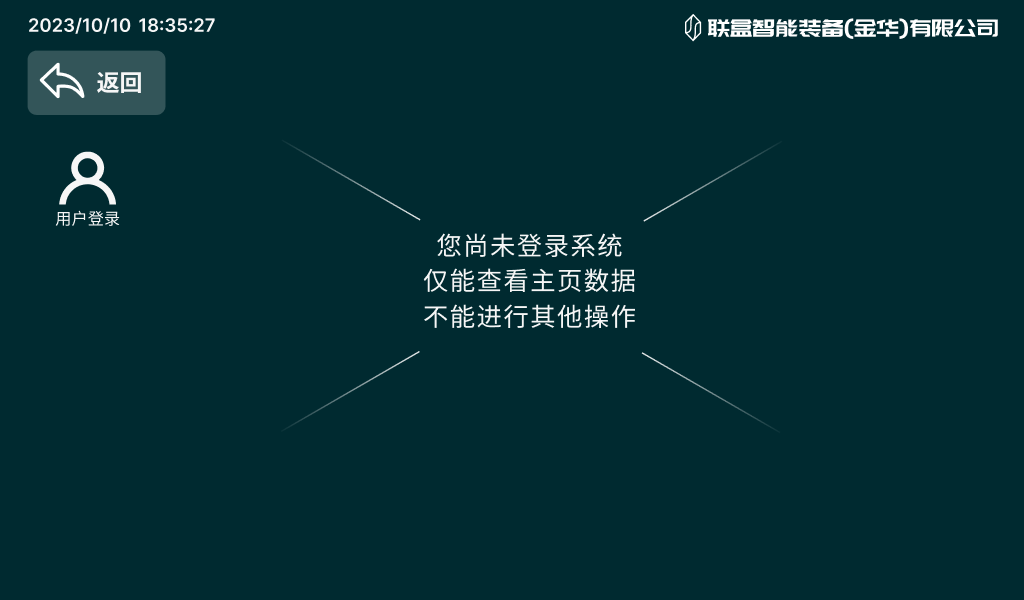 2023/10/10 18:35:27
联盒智能装备(金华)有限公司
返回
用户登录
您尚未登录系统
仅能查看主页数据
不能进行其他操作